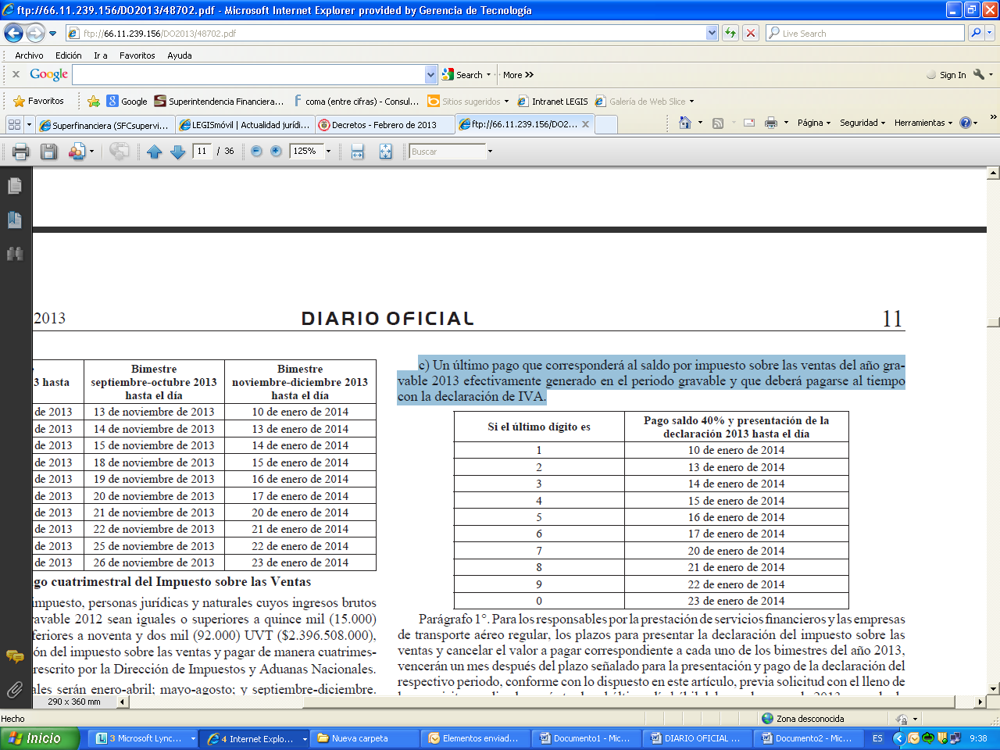 ftp://66.11.239.156/DO2013/48702.pdf - Microsoft Internet Explorer provided by Gerencia de Tecnología
ftp://66.11.239.156/DO2013/48702.pdf
Live Search
Archivo Edición Ir a Favoritos Ayuda
x Google Search More >> Sign In
Favoritos Google Superintendencia Financiera... coma (entre cifras) - Consul... Sitios sugeridos Intranet LEGIS Galería de Web Slice
Superfinanciera (SFCsupervi... LEGISmóvil | Actualidad jurídi... Decretos - Febrero de 2013 ftp://66.11.239.156/DO2... Página Seguridad Herramientas
11 / 36 125% Buscar
2013 DIARIO OFICIAL 11
3 hasta
Bimestre
septiembre-octubre 2013
hasta el día
Bimestre
noviembre-diciembre 2013
hasta el día
de 2013 13 de noviembre de 2013 10 de enero de 2014
de 2013 14 de noviembre de 2013 13 de enero de 2014
de 2013 15 de noviembre de 2013 14 de enero de 2014
de 2013 18 de noviembre de 2013 15 de enero de 2014
de 2013 19 de noviembre de 2013 16 de enero de 2014
de 2013 20 de noviembre de 2013 17 de enero de 2014
de 2013 21 de noviembre de 2013 20 de enero de 2014
de 2013 22 de noviembre de 2013 21 de enero de 2014
de 2013 25 de noviembre de 2013 22 de enero de 2014
de 2013 26 de noviembre de 2013 23 de enero de 2014
go cuatrimestral del Impuesto sobre las Ventas
impuesto, personas jurídicas y naturales cuyos ingresos brutos
ravable 2012 sean iguales o superiores a quince mil (15.000)
feriores a noventa y dos mil (92.000) UVT ($2.396.508.000),
ón del impuesto sobre las ventas y pagar de manera cuatrimes-
rescrito por la Dirección de Impuestos y Aduanas Nacionales.
ales serán enero-abril; mayo-agosto; y septiembre-diciembre.
c) Un último pago que corresponderá al saldo por impuesto sobre las ventas del año gra-
vable 2013 efectivamente generado en el periodo gravable y que deberá pagarse al tiempo
con la declaración de IVA.
Si el último dígito es
Pago saldo 40% y presentación de la
declaración 2013 hasta el día
1 10 de enero de 2014
2 13 de enero de 2014
3 14 de enero de 2014
4 15 de enero de 2014
5 16 de enero de 2014
6 17 de enero de 2014
7 20 de enero de 2014
8 21 de enero de 2014
9 22 de enero de 2014
0 23 de enero de 2014
Parágrafo 1°. Para los responsables por la prestación de servicios financieros y las empresas
de transporte aéreo regular, los plazos para presentar la declaración del impuesto sobre las
ventas y cancelar el valor a pagar correspondiente a cada uno de los bimestres del año 2013,
vencerán un mes después del plazo señalado para la presentación y pago de la declaración del
respectivo periodo, conforme con lo dispuesto en este artículo, previa solicitud con el lleno de
290 x 360 mm
Hecho Zona desconocida
Inicio 3 Microsoft Lync... 4 Internet Explo... Nueva carpeta Elementos enviad... Documento1 - Mic... DIARIO OFICIAL ... Documento2 - Mic... ES 9:38